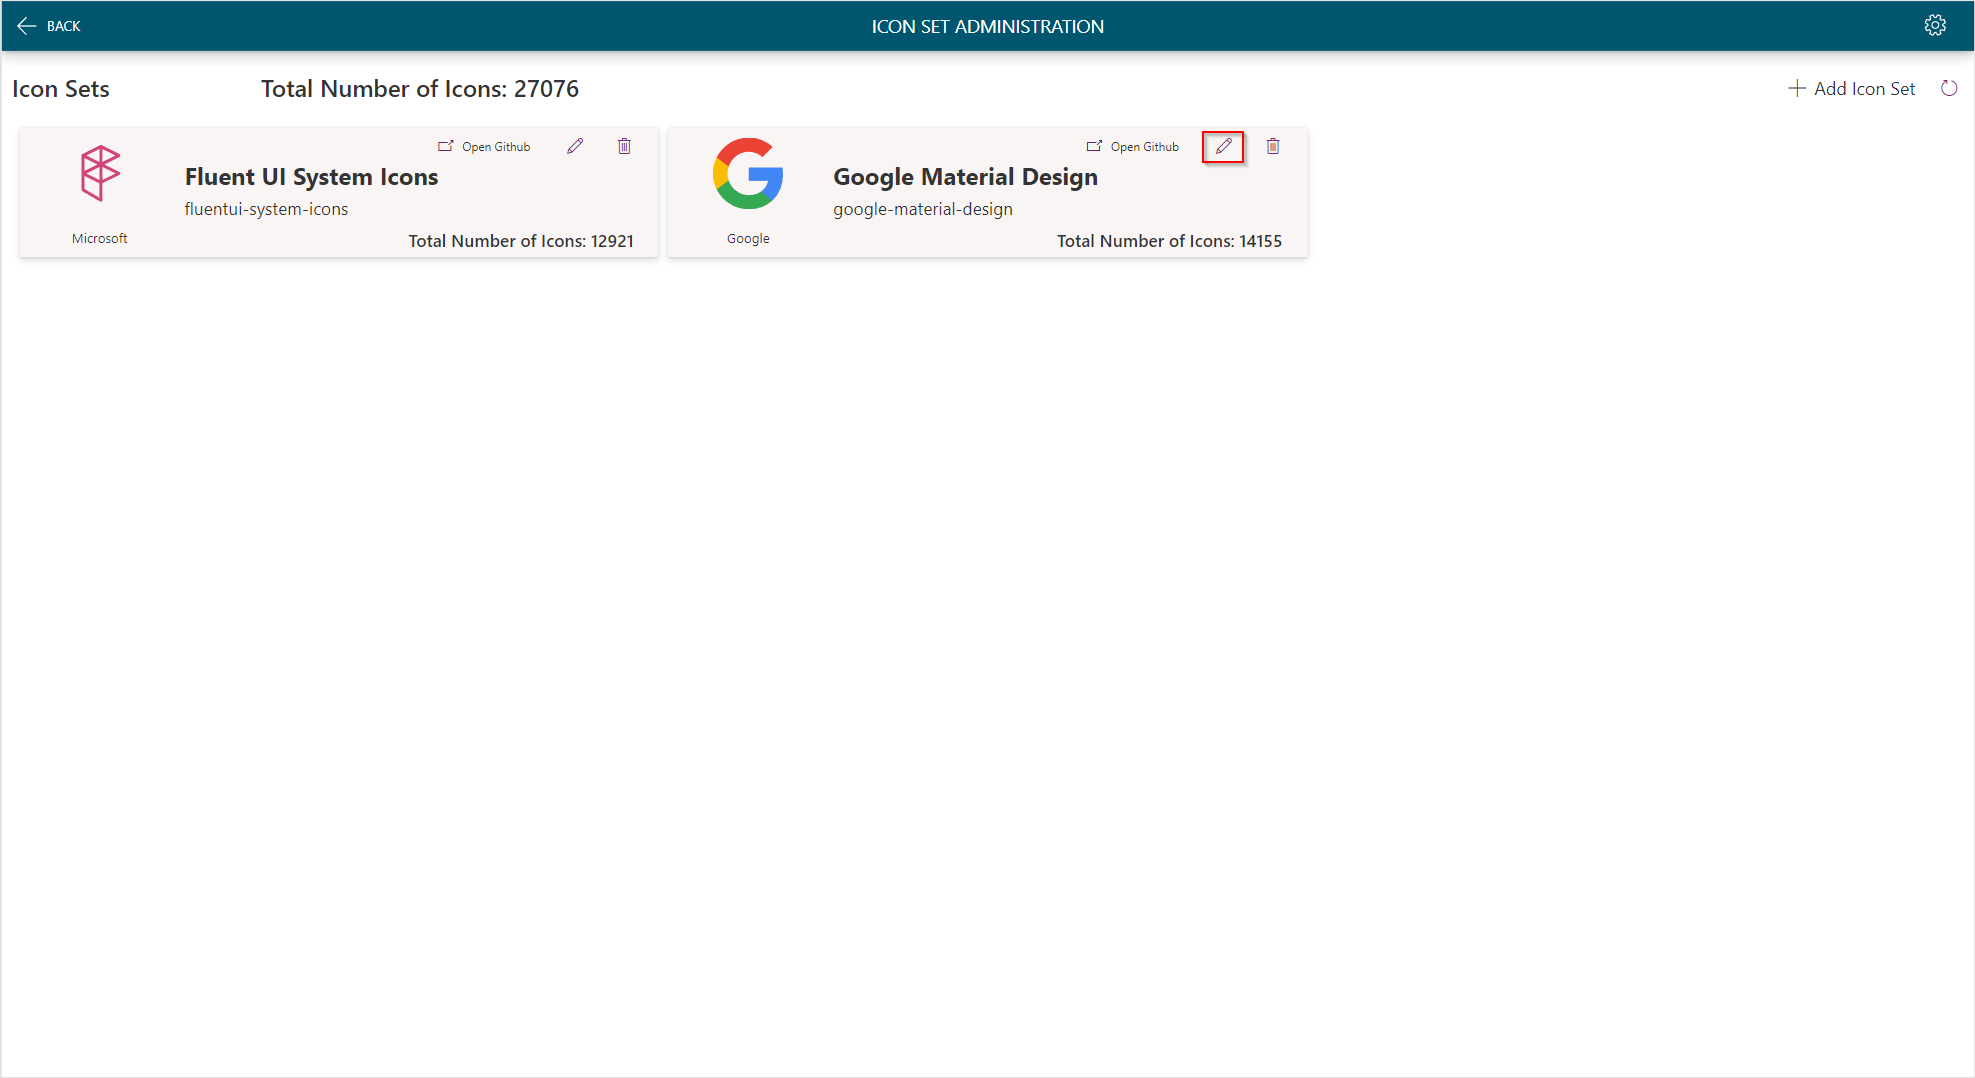 BACK
ICON SET ADMINISTRATION
Icon Sets
Total Number of Icons: 27076
Add Icon Set
Open Github
Fluent UI System Icons
fluentui-system-icons
Microsoft
Total Number of Icons: 12921
Open Github
Google Material Design
google-material-design
Google
Total Number of Icons: 14155